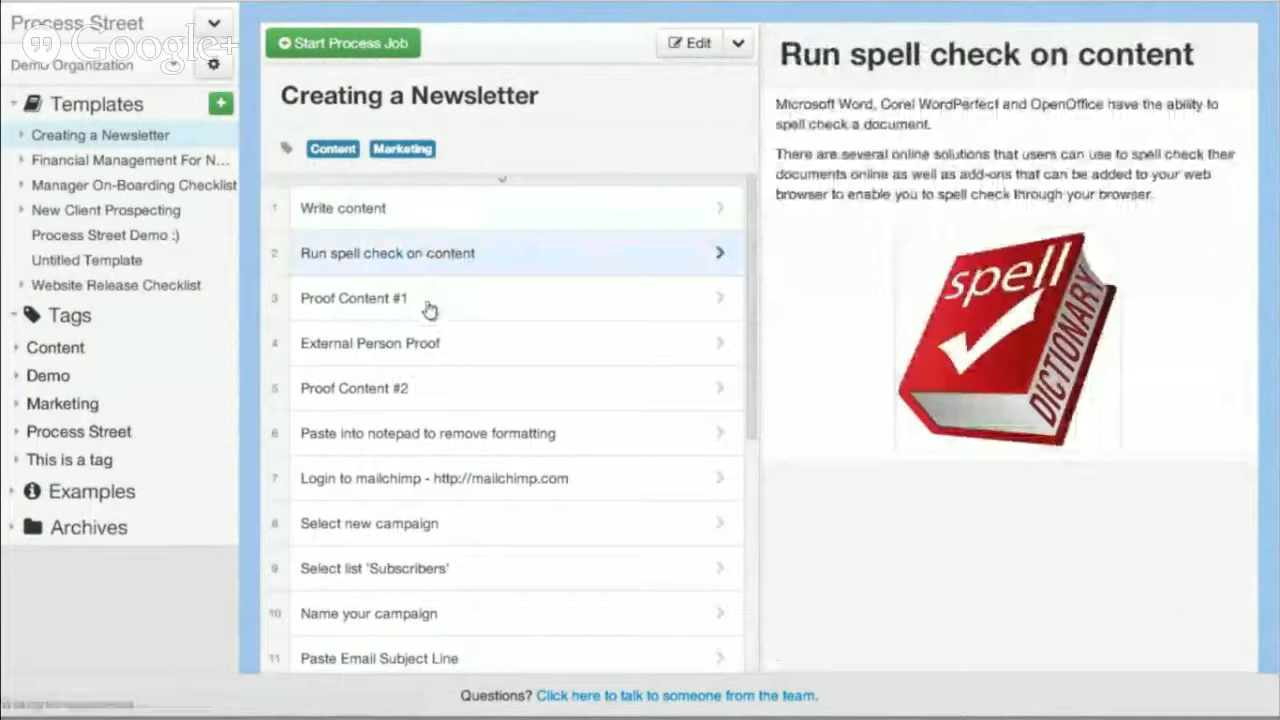 Process Street
Google+
Demo Organization
Templates
Creating a Newsletter
Financial Management For N...
Manager On-Boarding Checklist
New Client Prospecting
Process Street Demo :)
Untitled Template
Website Release Checklist
Tags
Content
Demo
Marketing
Process Street
This is a tag
Examples
Archives
Start Process Job
Edit
Creating a Newsletter
Content Marketing
1 Write content
2 Run spell check on content
3 Proof Content #1
4 External Person Proof
5 Proof Content #2
6 Paste into notepad to remove formatting
7 Login to mailchimp - http://mailchimp.com
8 Select new campaign
9 Select list 'Subscribers'
10 Name your campaign
11 Paste Email Subject Line
Run spell check on content
Microsoft Word, Corel WordPerfect and OpenOffice have the ability to
spell check a document.
There are several online solutions that users can use to spell check their
documents online as well as add-ons that can be added to your web
browser to enable you to spell check through your browser.
spell
DICTIONARY
Questions? Click here to talk to someone from the team.